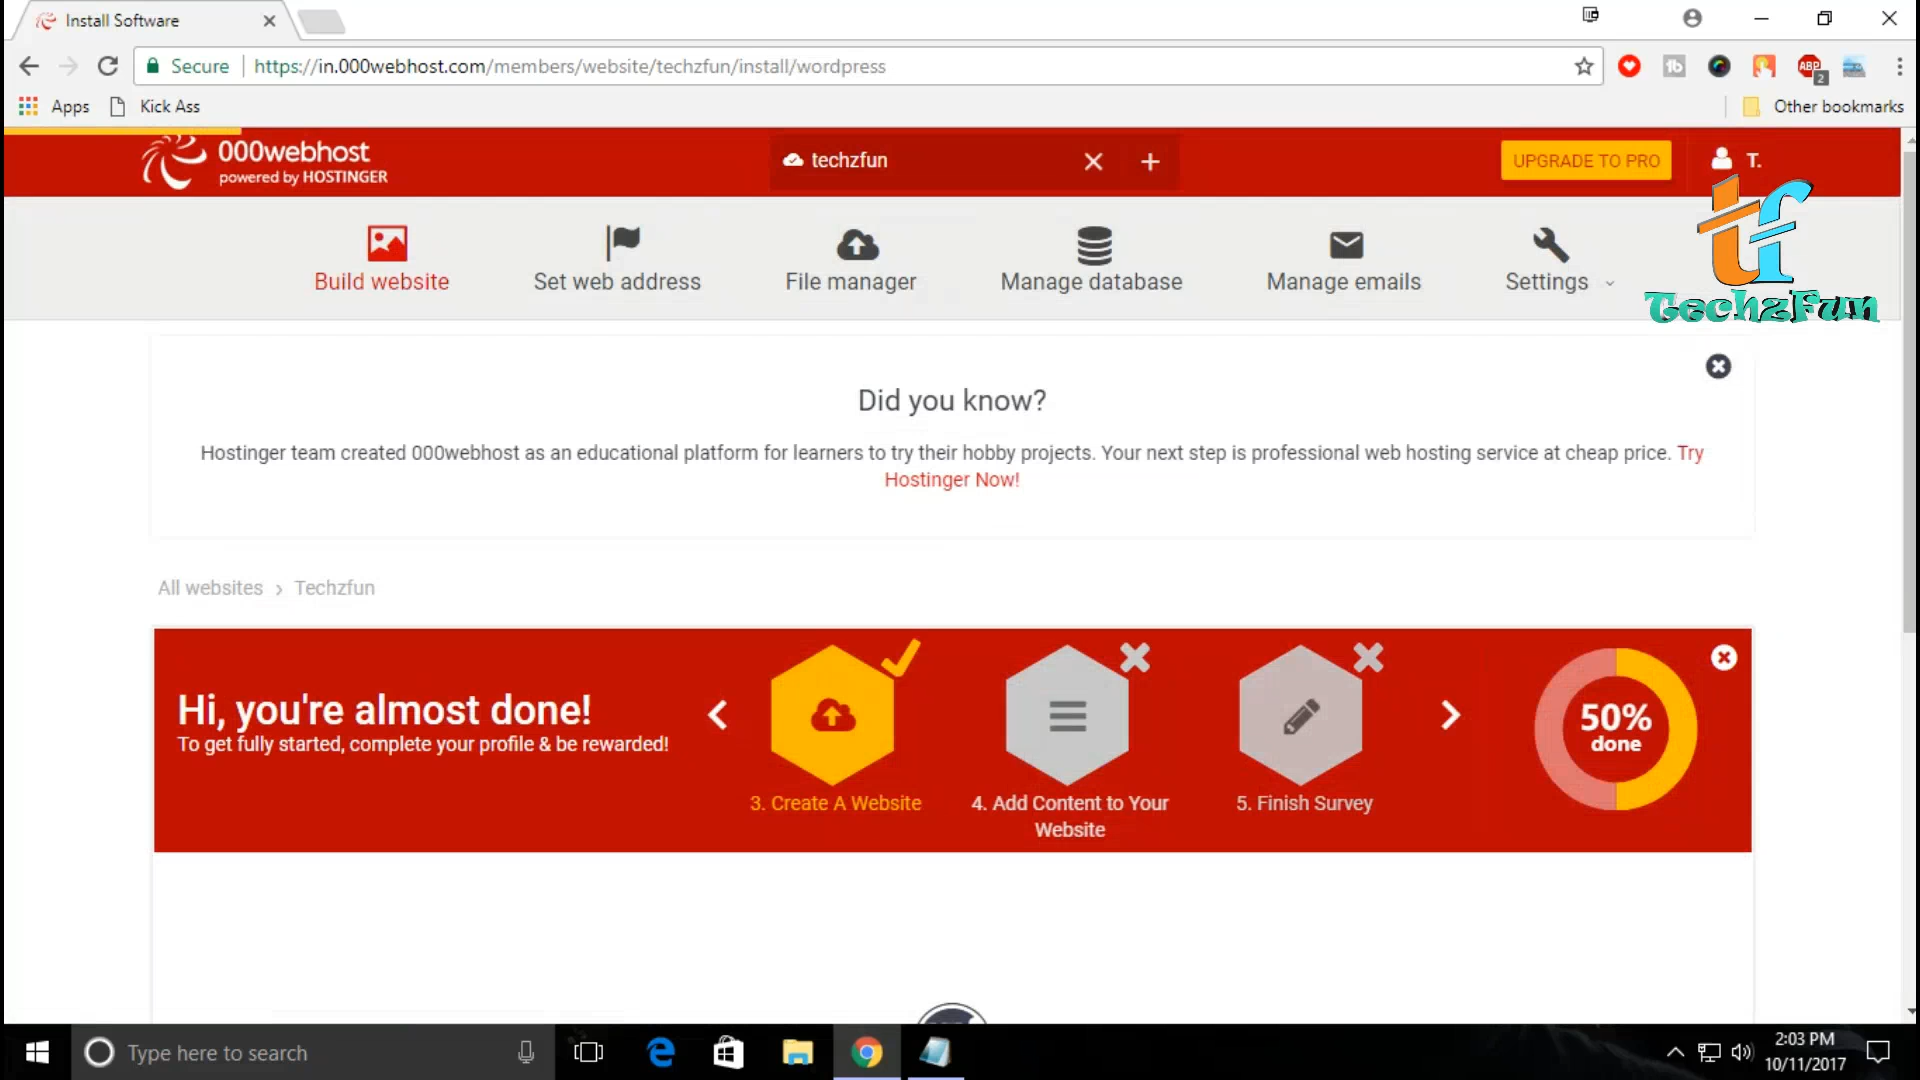 Install Software
Secure
https://in.000webhost.com/members/website/techzfun/install/wordpress
ABP
2
Apps
Kick Ass
Other bookmarks
000webhost
powered by HOSTINGER
techzfun
UPGRADE TO PRO
T.
Build website
Set web address
File manager
Manage database
Manage emails
Settings
TechzFun
Did you know?
Hostinger team created 000webhost as an educational platform for learners to try their hobby projects. Your next step is professional web hosting service at cheap price. Try
Hostinger Now!
All websites › Techzfun
Hi, you're almost done!
To get fully started, complete your profile & be rewarded!
3. Create A Website
4. Add Content to Your
Website
5. Finish Survey
50%
done
Type here to search
2:03 PM
10/11/2017